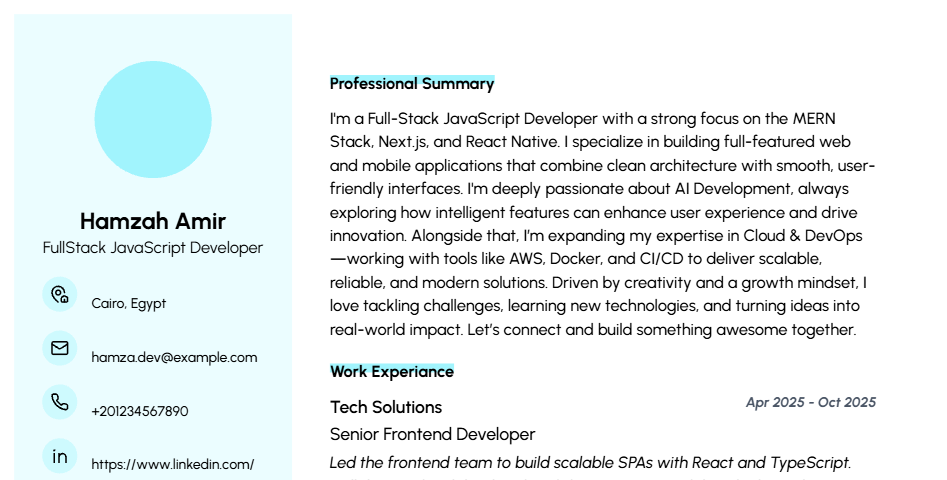 Hamzah Amir
FullStack JavaScript Developer
Cairo, Egypt
hamza.dev@example.com
+201234567890
in
https://www.linkedin.com/
Professional Summary
I'm a Full-Stack JavaScript Developer with a strong focus on the MERN
Stack, Next.js, and React Native. I specialize in building full-featured web
and mobile applications that combine clean architecture with smooth, user-
friendly interfaces. I'm deeply passionate about AI Development, always
exploring how intelligent features can enhance user experience and drive
innovation. Alongside that, I'm expanding my expertise in Cloud & DevOps
—working with tools like AWS, Docker, and CI/CD to deliver scalable,
reliable, and modern solutions. Driven by creativity and a growth mindset, I
love tackling challenges, learning new technologies, and turning ideas into
real-world impact. Let's connect and build something awesome together.
Work Experiance
Tech Solutions
Apr 2025 - Oct 2025
Senior Frontend Developer
Led the frontend team to build scalable SPAs with React and TypeScript.